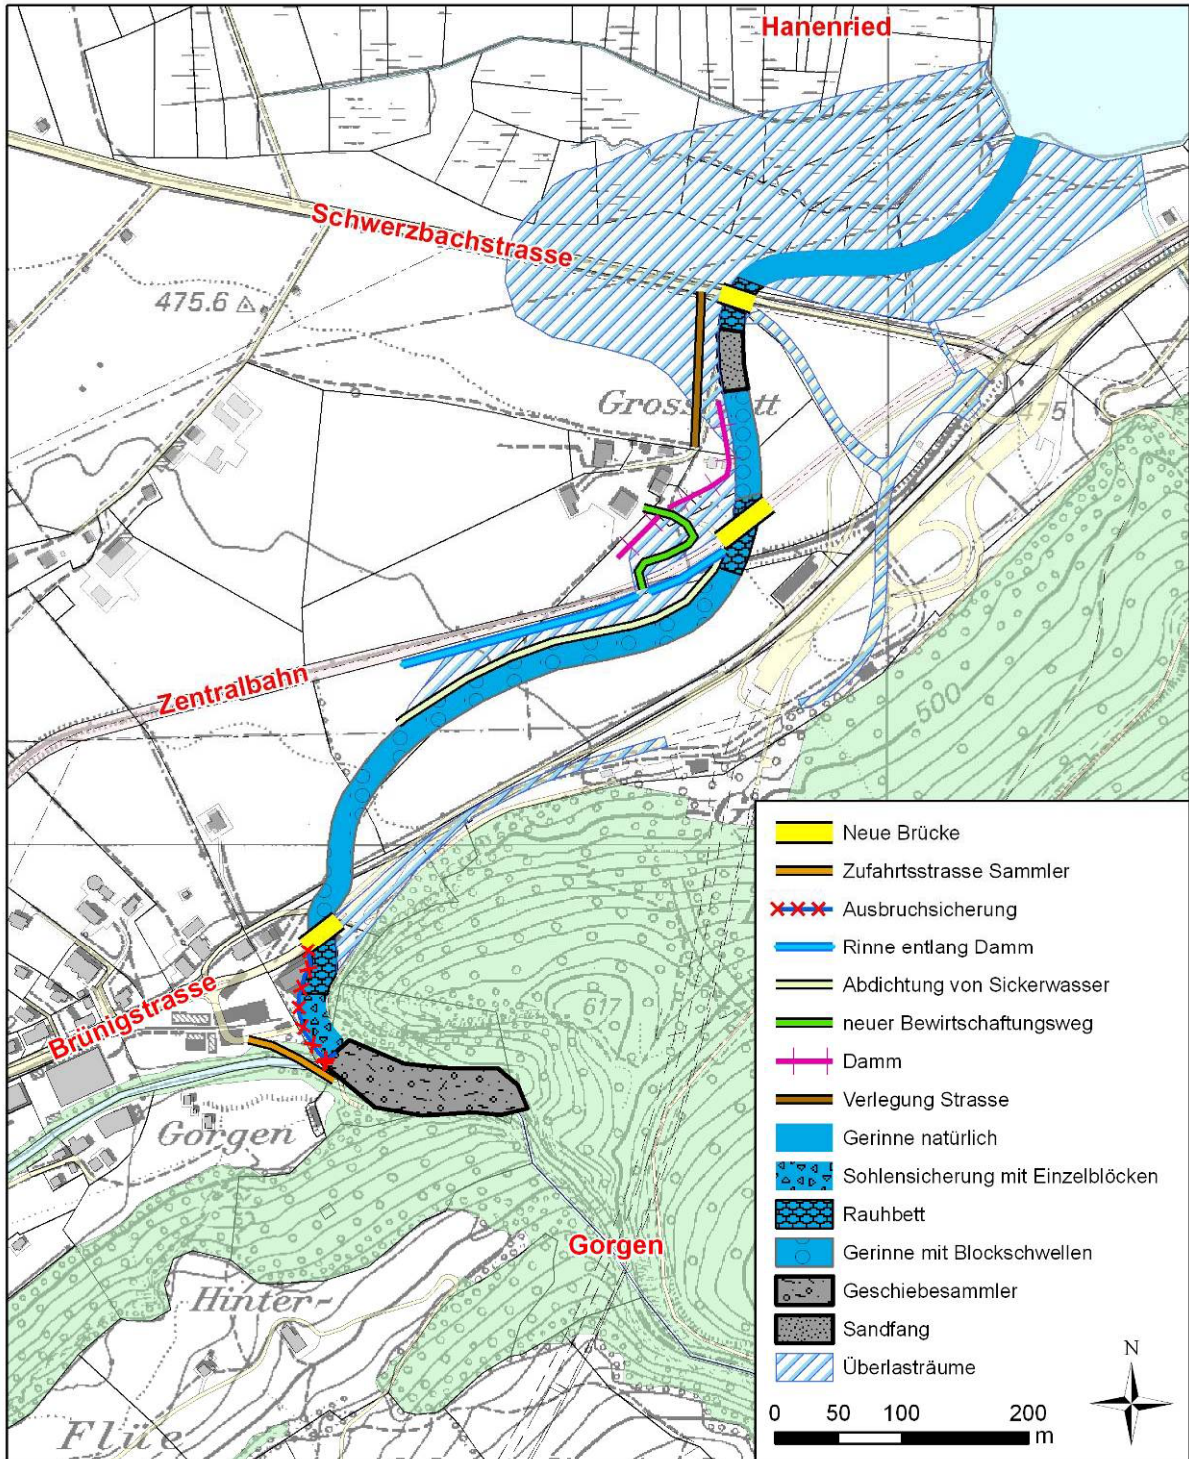 Hanenried
Schwerzbachstrasse
475.6
475
Zentralbahn
500
Brünigstrasse
617
Gorgen
Gorgen
Hinter-
Flüe
Neue Brücke
Zufahrtsstrasse Sammler
Ausbruchsicherung
Rinne entlang Damm
Abdichtung von Sickerwasser
neuer Bewirtschaftungsweg
Damm
Verlegung Strasse
Gerinne natürlich
Sohlensicherung mit Einzelblöcken
Rauhbett
Gerinne mit Blockschwellen
Geschiebesammler
Sandfang
Überlasträume
N
0 50 100 200
m